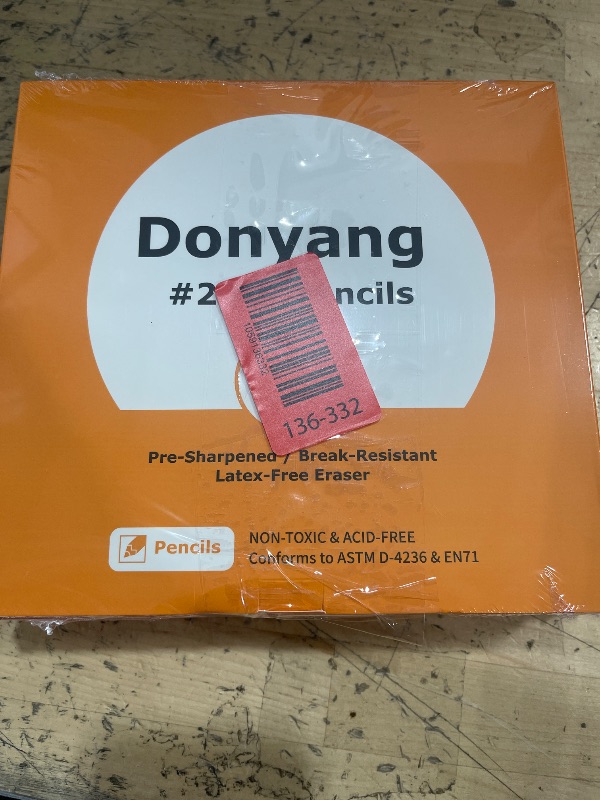 Donyang
#2 ncils
136-332
Pre-Sharpened / Break-Resistant
Latex-Free Eraser
Pencils
NON-TOXIC & ACID-FREE
Conforms to ASTM D-4236 & EN71